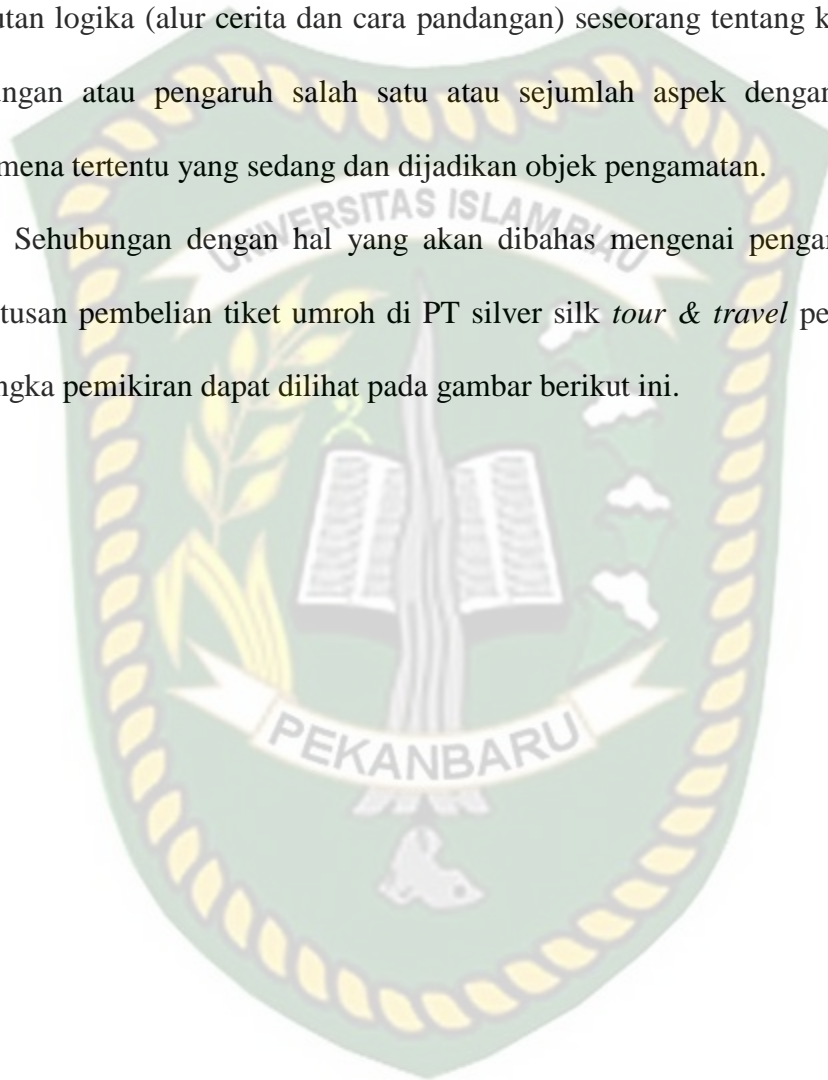 utan logika (alur cerita dan cara pandangan) seseorang tentang k
ngan atau pengaruh salah satu atau sejumlah aspek dengan
mena tertentu yang sedang dan dijadikan objek pengamatan.
UNIVERSITAS ISLAM RIAU
Sehubungan dengan hal yang akan dibahas mengenai pengar
tusan pembelian tiket umroh di PT silver silk tour & travel pe
ngka pemikiran dapat dilihat pada gambar berikut ini.
PEKANBARU